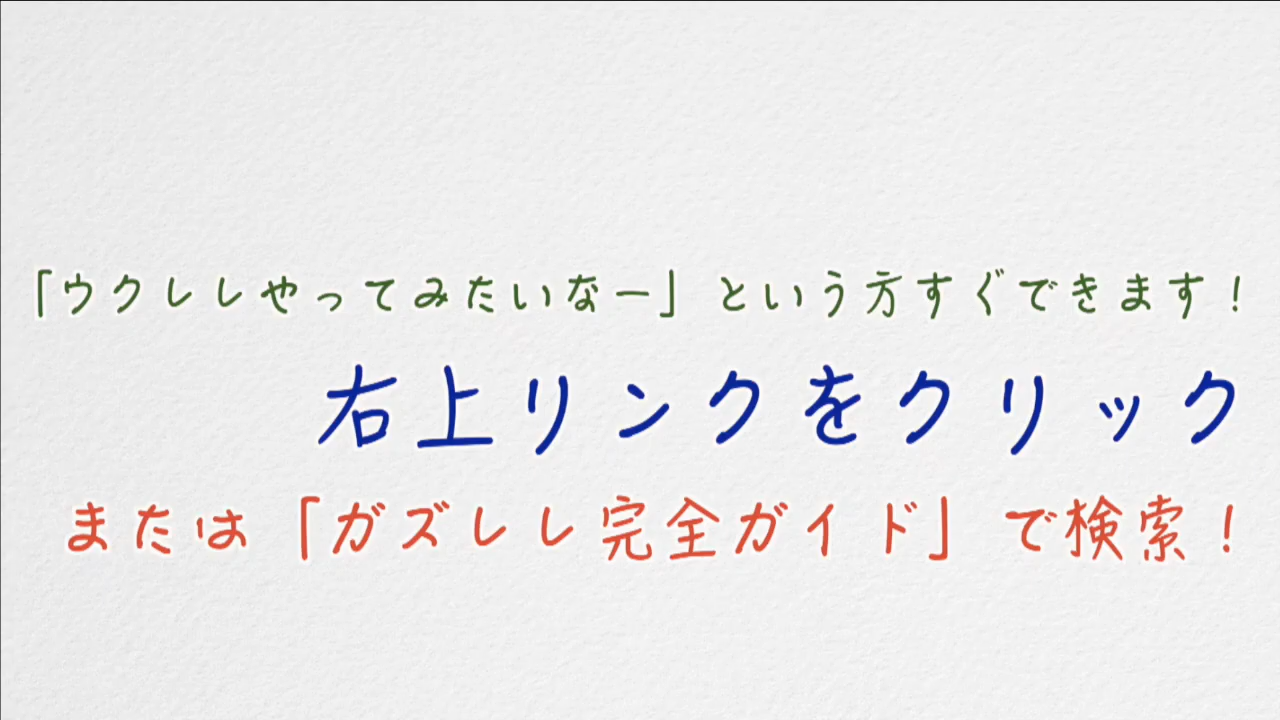 「ウクレレやってみたいなー」という方すぐできます！
右上リンクをクリック
または「ガズレレ完全ガイド」で検索！